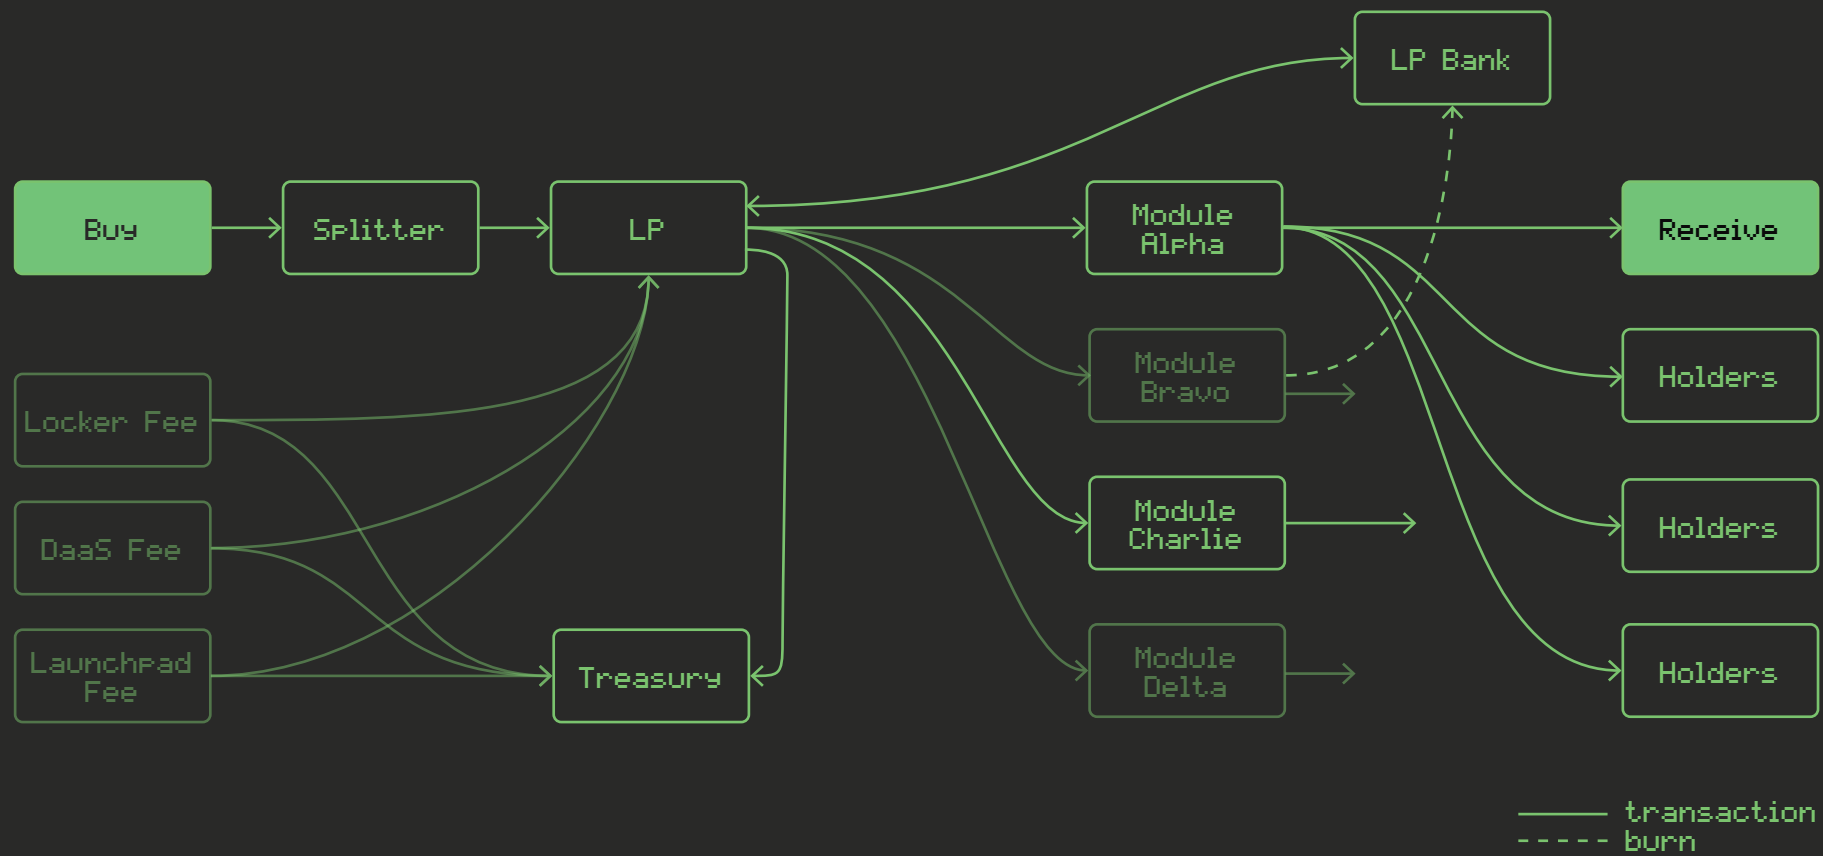 LP Bank
Buy
Splitter
LP
Module
Alpha
Receive
Module
Bravo
Holders
Locker Fee
Module
Charlie
Holders
DaaS Fee
Launchpad
Fee
Treasury
Module
Delta
Holders
transaction
burn